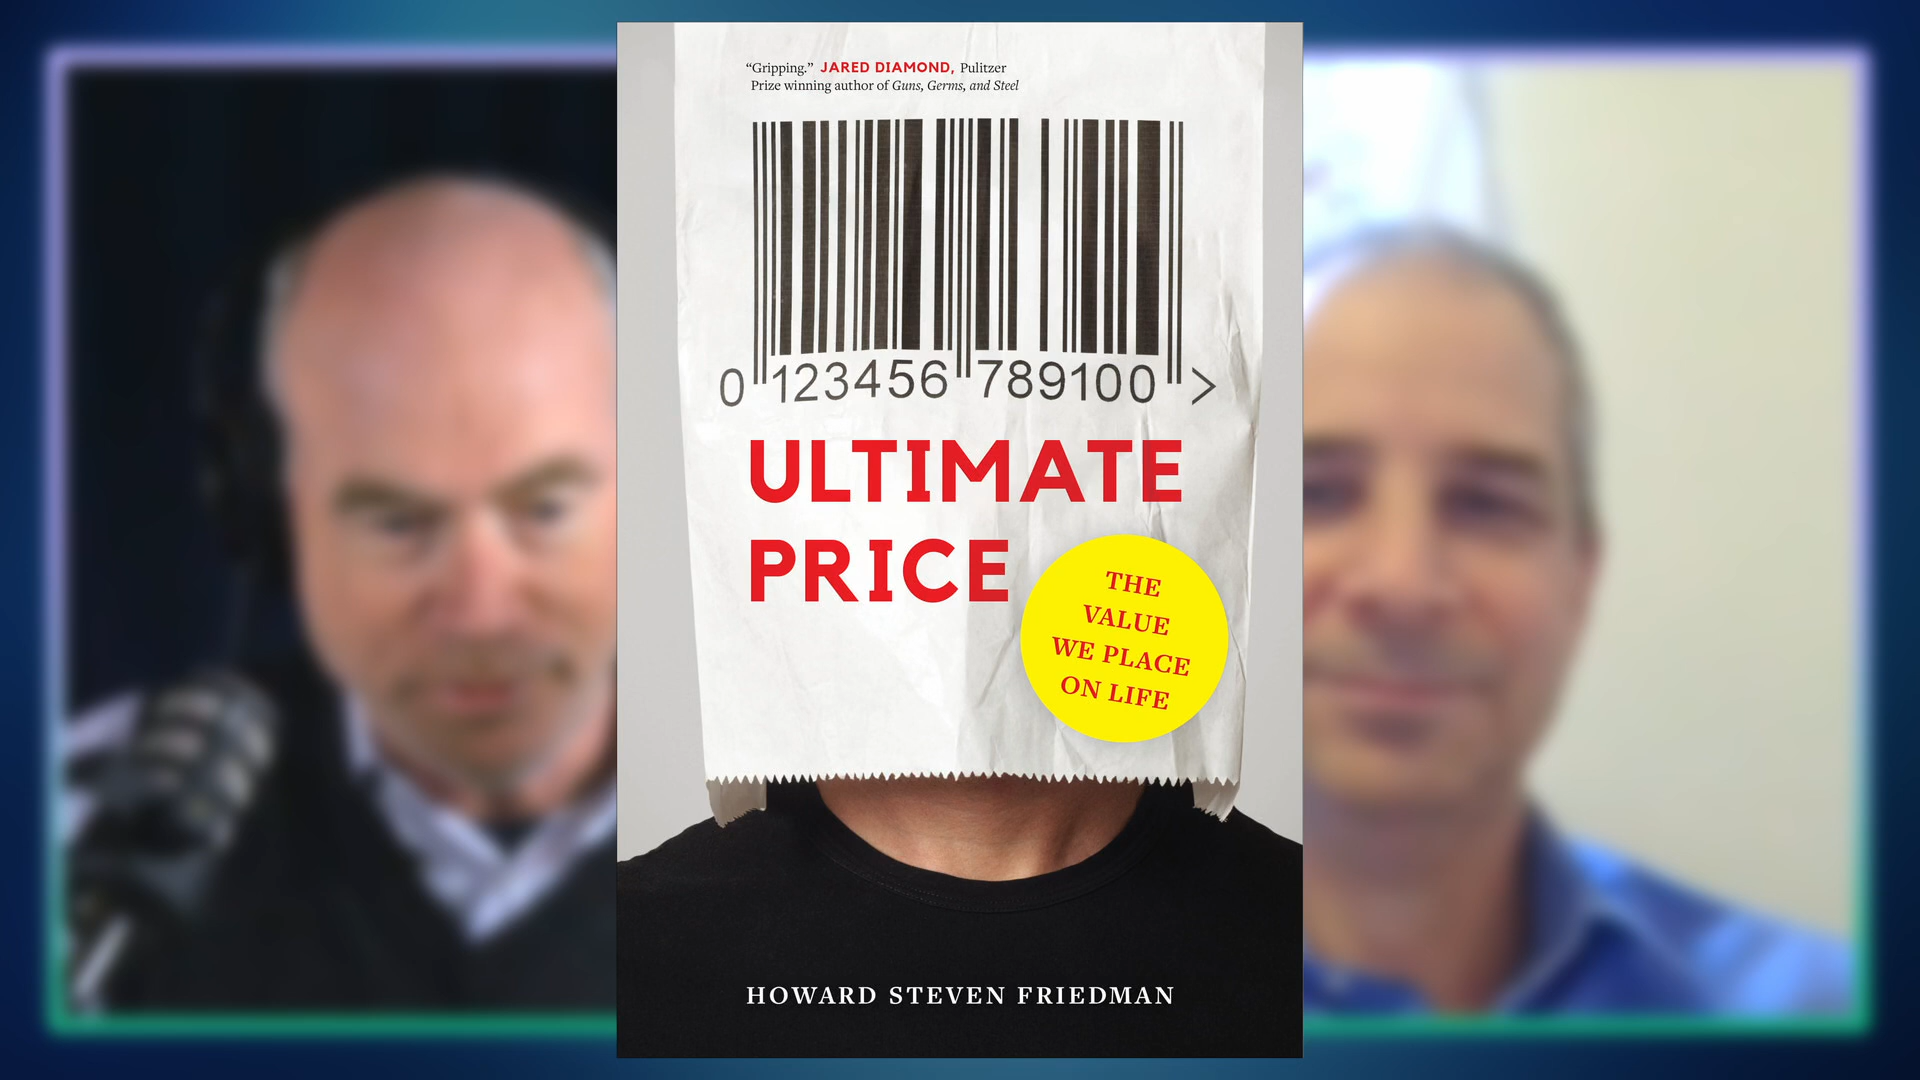 “Gripping.” JARED DIAMOND, Pulitzer
Prize winning author of Guns, Germs, and Steel
0 123456 789100 >
ULTIMATE
PRICE
THE
VALUE
WE PLACE
ON LIFE
HOWARD STEVEN FRIEDMAN